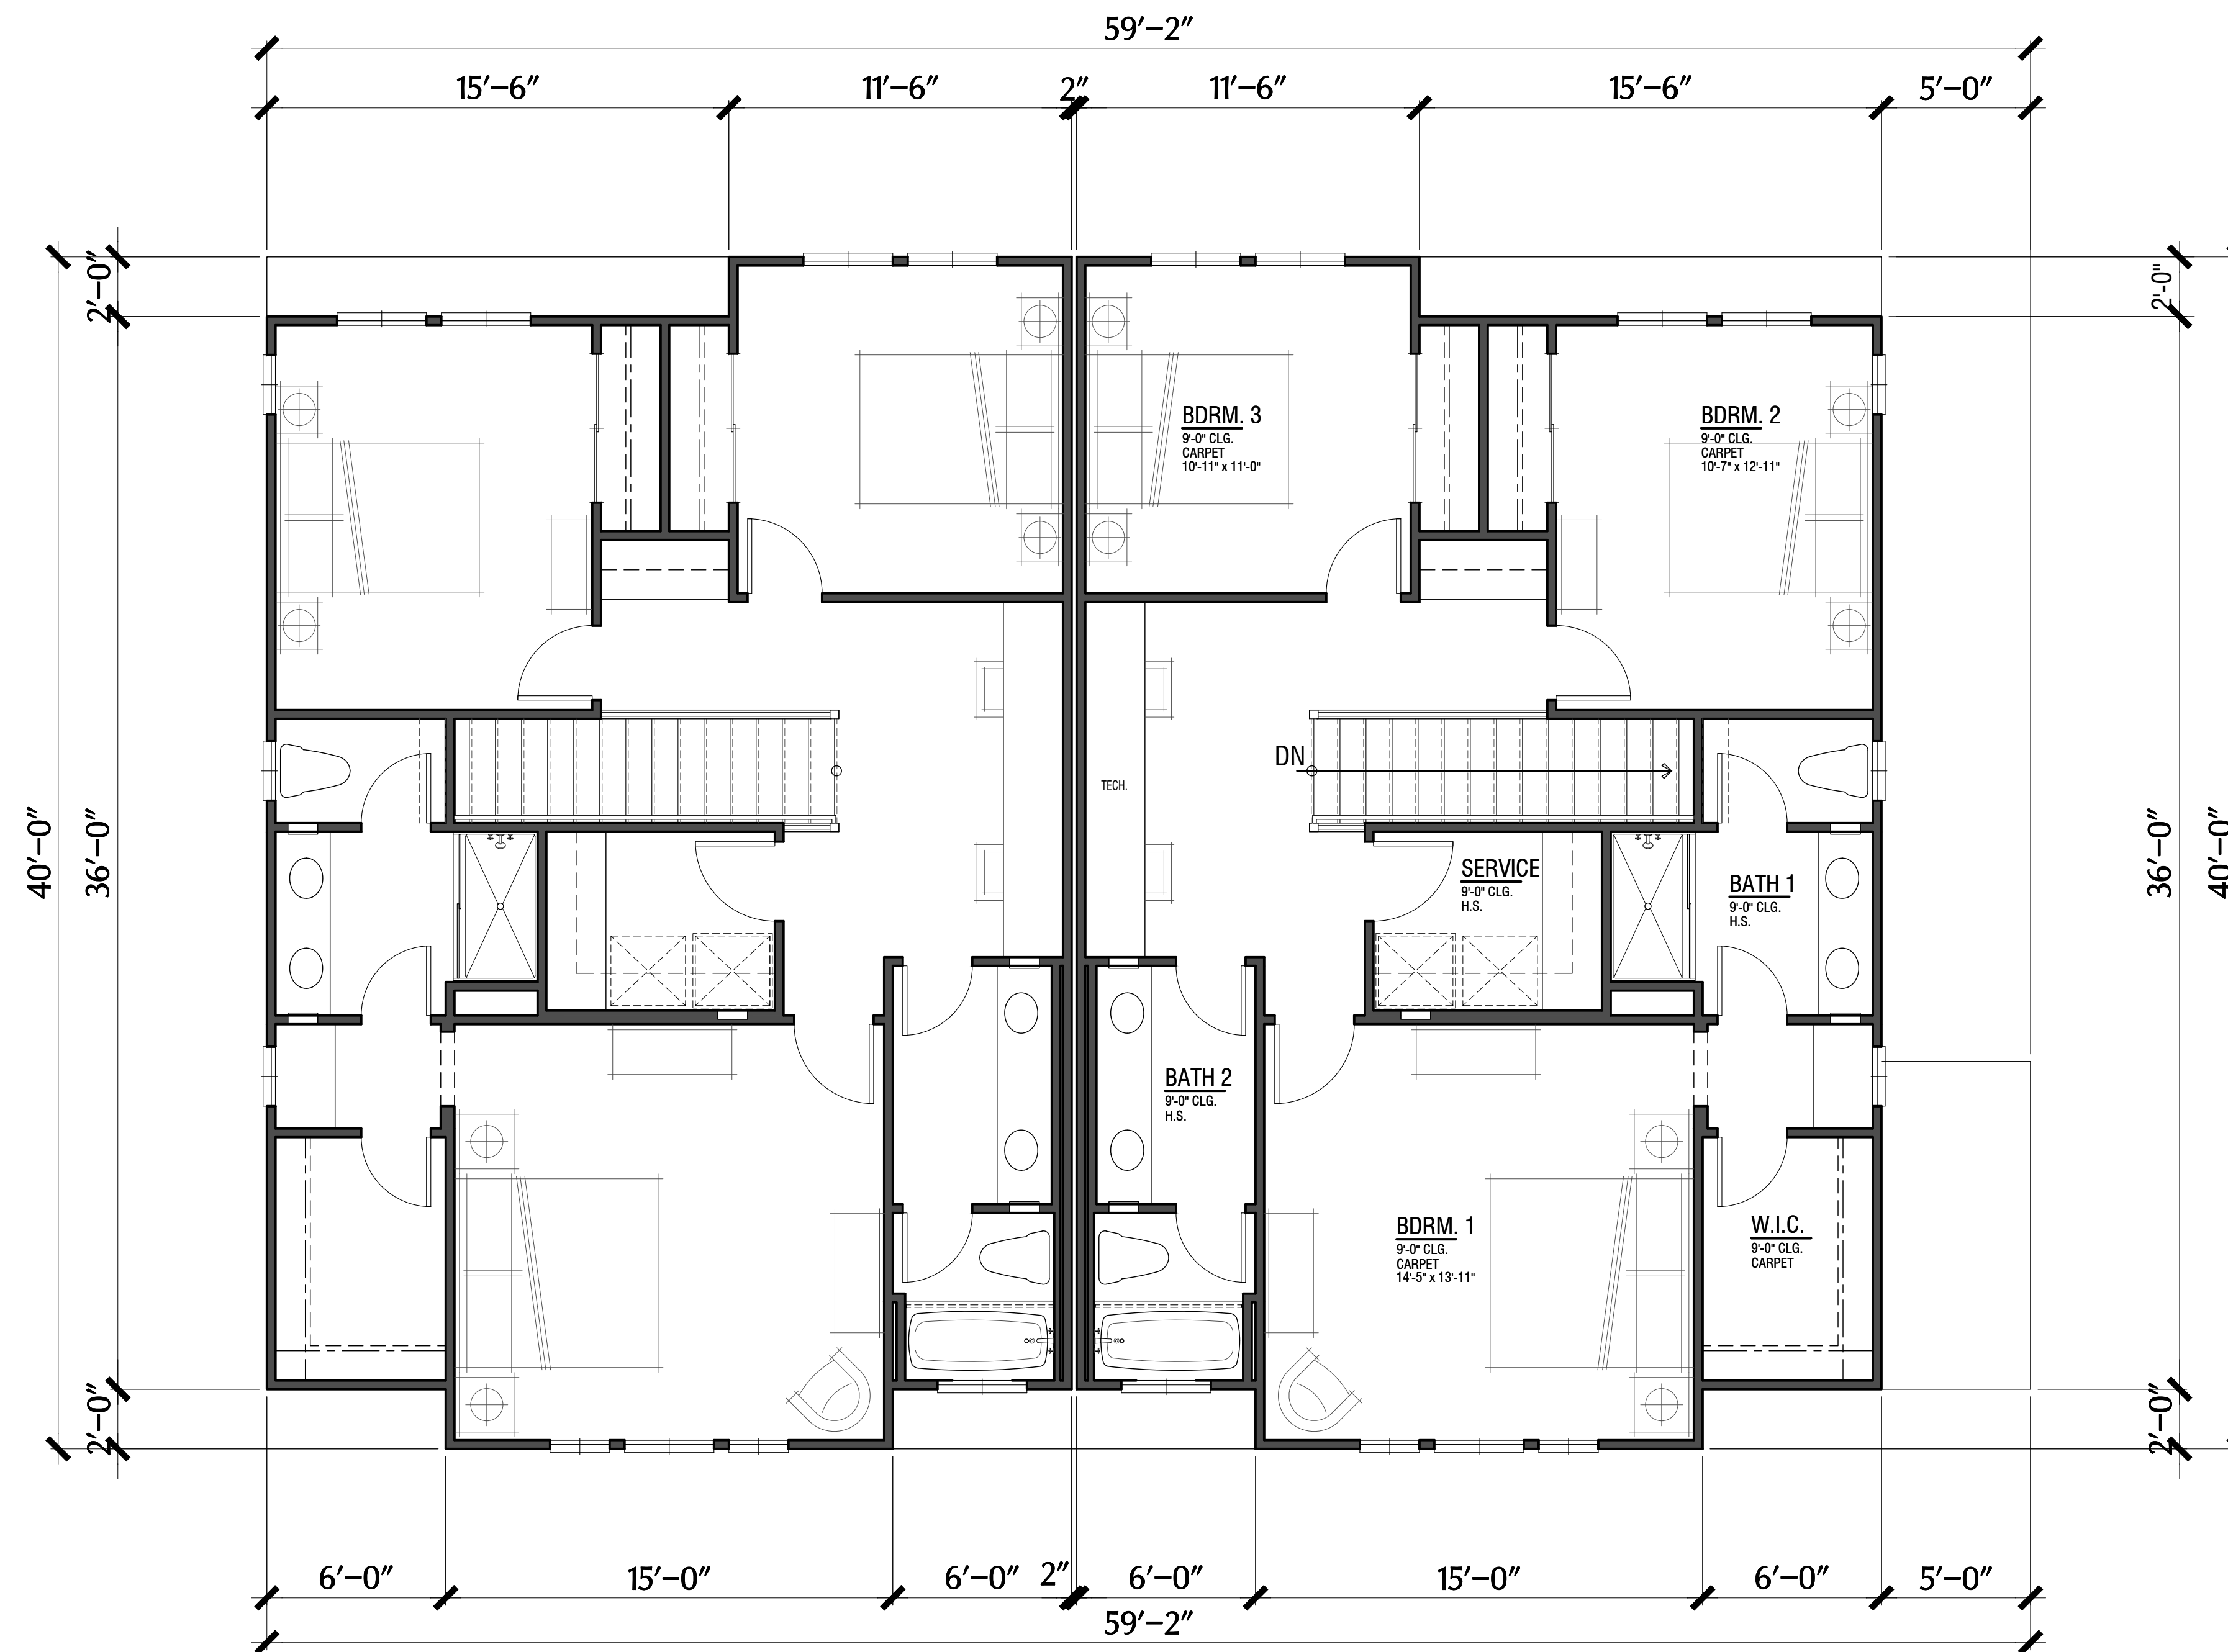 59′–2″
15′–6″ 11′–6″ 2″ 11′–6″ 15′–6″ 5′–0″
2′–0″
2'-0"
BDRM. 3
9'-0" CLG.
CARPET
10'-11" x 11'-0"
BDRM. 2
9'-0" CLG.
CARPET
10'-7" x 12'-11"
DN
TECH.
40′–0″
36′–0″
36′–0″
40′–0″
SERVICE
9'-0" CLG.
H.S.
BATH 1
9'-0" CLG.
H.S.
BATH 2
9'-0" CLG.
H.S.
BDRM. 1
9'-0" CLG.
CARPET
14'-5" x 13'-11"
W.I.C.
9'-0" CLG.
CARPET
2′–0″
2′–0″
6′–0″ 15′–0″ 6′–0″ 2″ 6′–0″ 15′–0″ 6′–0″ 5′–0″
59′–2″